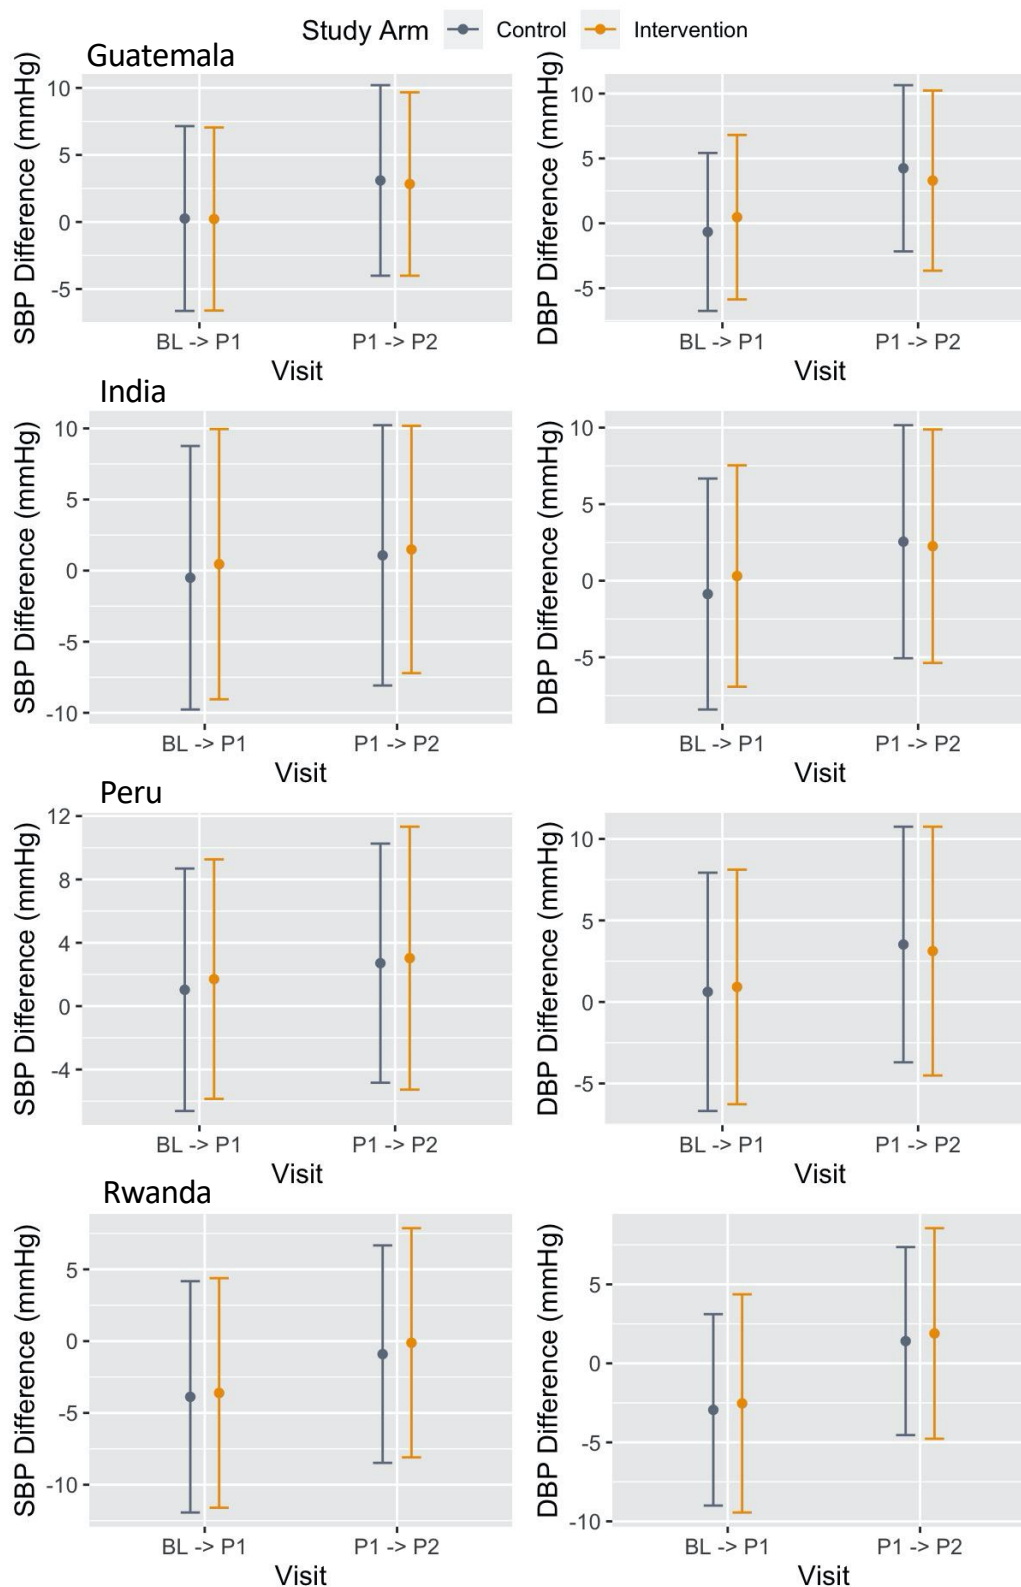 Study Arm Control Intervention
Guatemala
SBP Difference (mmHg)
10
5
0
-5
BL -> P1 P1 -> P2
Visit
DBP Difference (mmHg)
10
5
0
-5
BL -> P1 P1 -> P2
Visit
India
SBP Difference (mmHg)
10
5
0
-5
-10
BL -> P1 P1 -> P2
Visit
DBP Difference (mmHg)
10
5
0
-5
BL -> P1 P1 -> P2
Visit
Peru
SBP Difference (mmHg)
12
8
4
0
-4
BL -> P1 P1 -> P2
Visit
DBP Difference (mmHg)
10
5
0
-5
BL -> P1 P1 -> P2
Visit
Rwanda
SBP Difference (mmHg)
5
0
-5
-10
BL -> P1 P1 -> P2
Visit
DBP Difference (mmHg)
5
0
-5
-10
BL -> P1 P1 -> P2
Visit